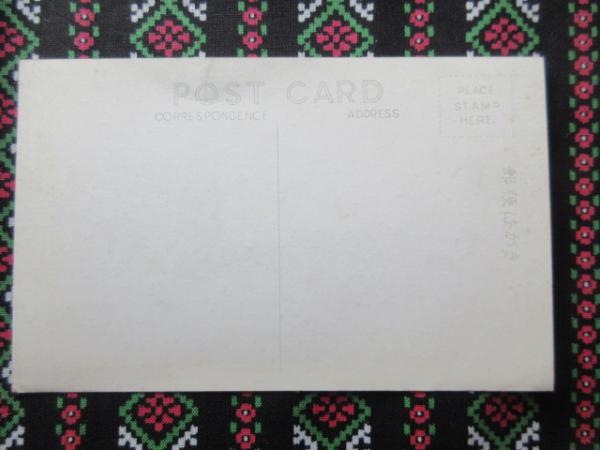 POST CARD
CORRESPONDENCE
ADDRESS
PLACE
STAMP
HERE.
郵便はがき